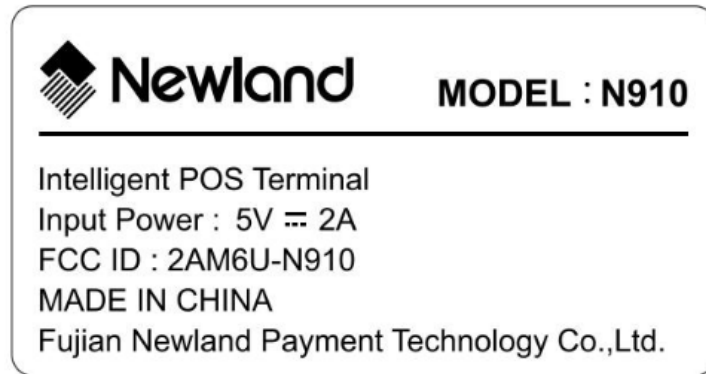 Newland MODEL : N910
Intelligent POS Terminal
Input Power : 5V ⎓ 2A
FCC ID : 2AM6U-N910
MADE IN CHINA
Fujian Newland Payment Technology Co.,Ltd.